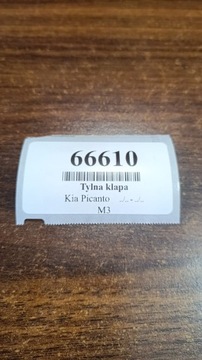 66610
Tylna klapa
Kia Picanto ../.. - ../..
M3